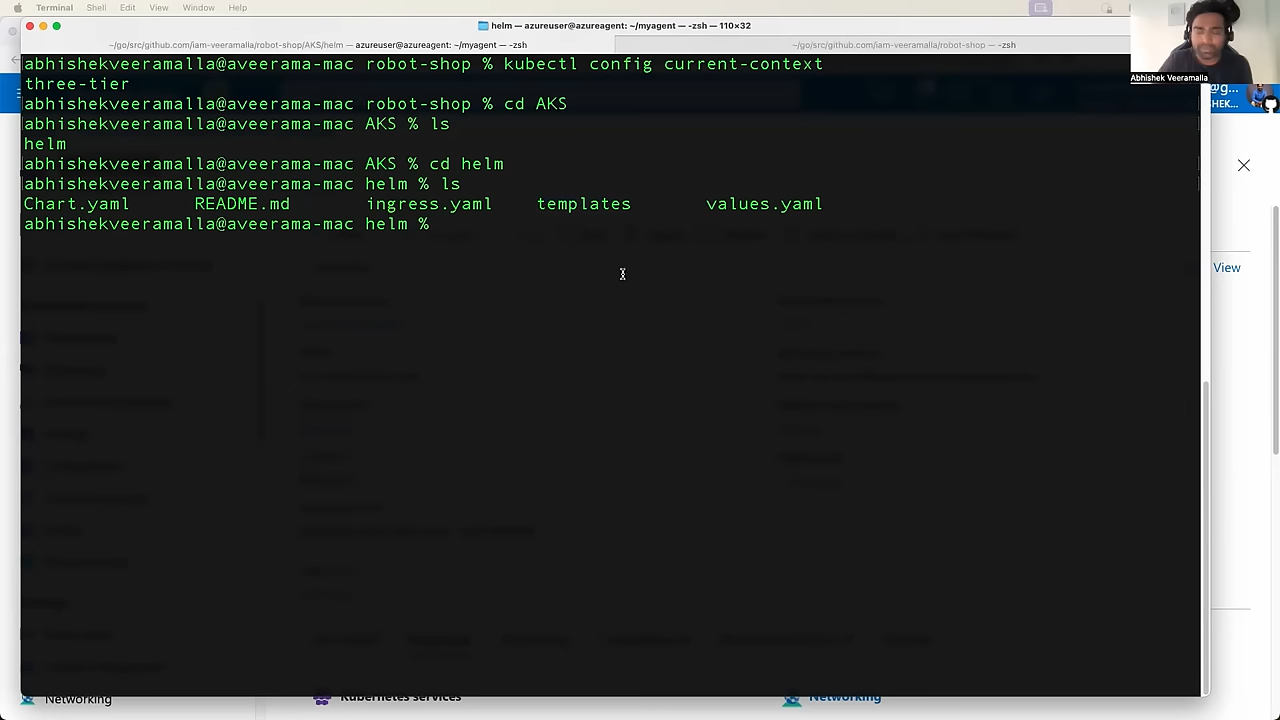 Terminal Shell Edit View Window Help
helm — azureuser@azureagent: ~/myagent — -zsh — 110×32
~/go/src/github.com/iam-veeramalla/robot-shop/AKS/helm — azureuser@azureagent: ~/myagent — -zsh
~/go/src/github.com/iam-veeramalla/robot-shop — -zsh
abhishekveeramalla@aveerama-mac robot-shop % kubectl config current-context
three-tier
abhishekveeramalla@aveerama-mac robot-shop % cd AKS
abhishekveeramalla@aveerama-mac AKS % ls
helm
abhishekveeramalla@aveerama-mac AKS % cd helm
abhishekveeramalla@aveerama-mac helm % ls
Chart.yaml README.md ingress.yaml templates values.yaml
abhishekveeramalla@aveerama-mac helm %
Abhishek Veeramalla
@g...
HEK...
View
Networking
Kubernetes services
Networking